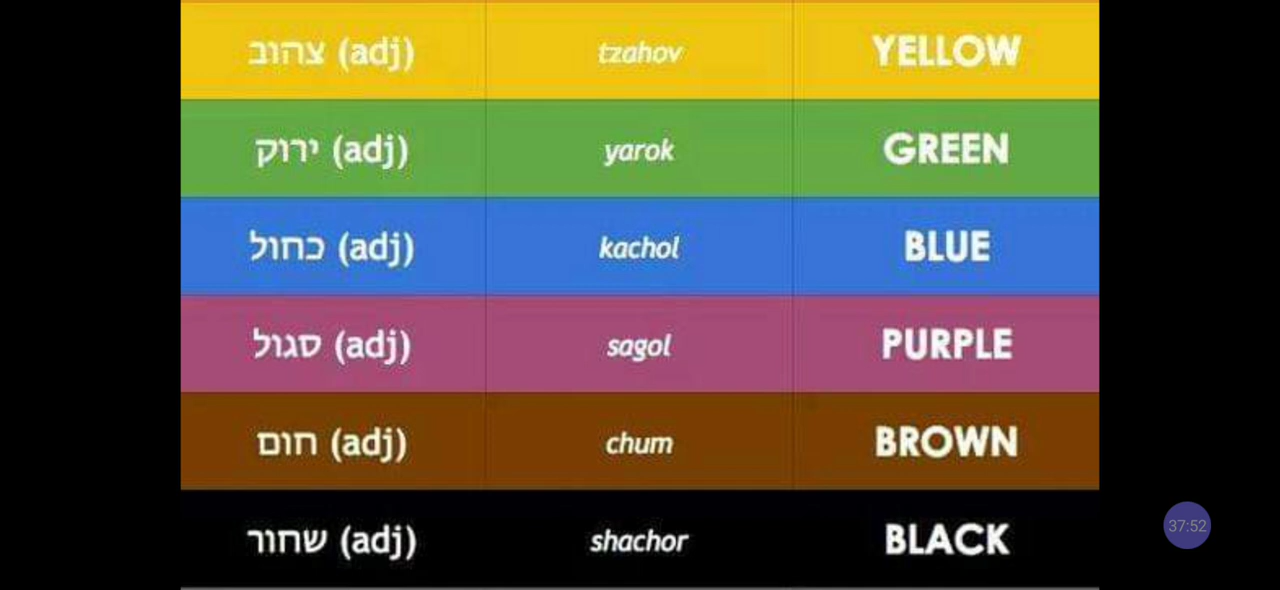 צהוב (adj) tzahov YELLOW
ירוק (adj) yarok GREEN
כחול (adj) kachol BLUE
סגול (adj) sagol PURPLE
חום (adj) chum BROWN
שחור (adj) shachor BLACK
37:52